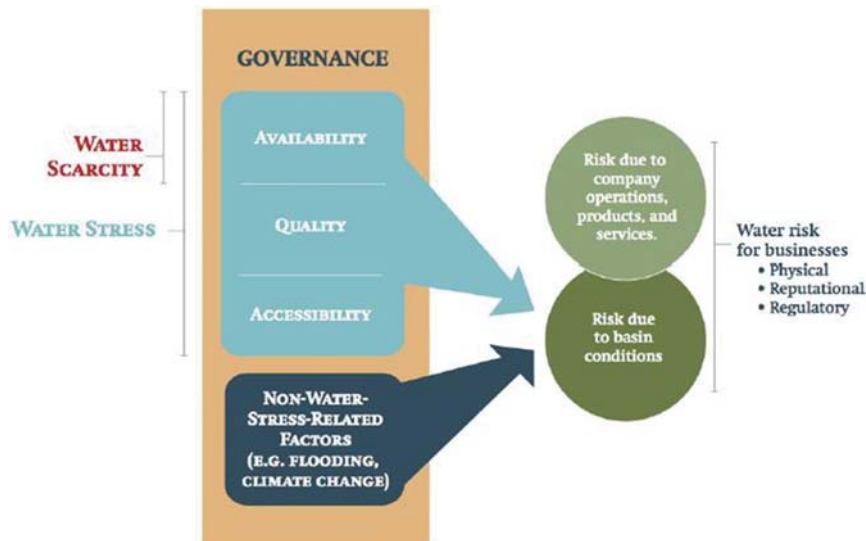 GOVERNANCE
WATER
SCARCITY
WATER STRESS
AVAILABILITY
QUALITY
ACCESSIBILITY
NON-WATER-
STRESS-RELATED
FACTORS
(E.G. FLOODING,
CLIMATE CHANGE)
Risk due to
company
operations,
products, and
services.
Risk due
to basin
conditions
Water risk
for businesses
• Physical
• Reputational
• Regulatory